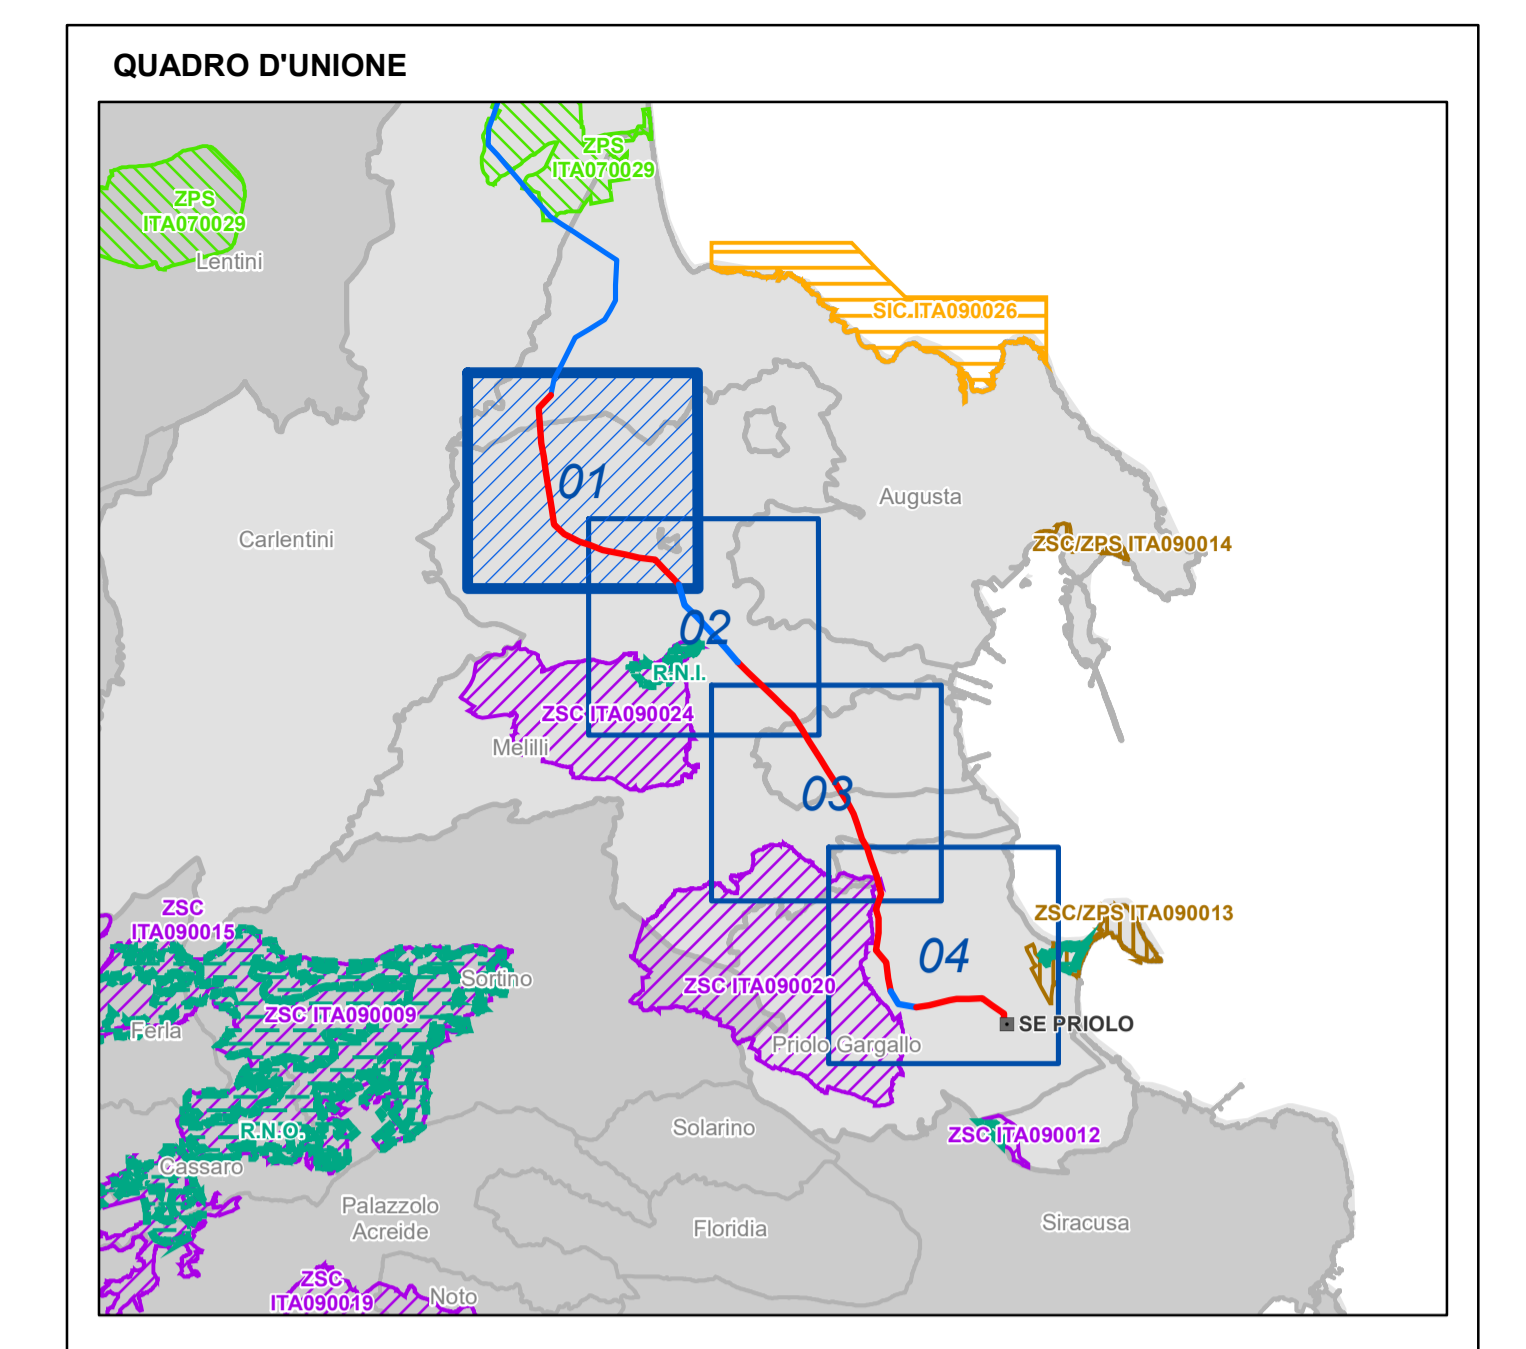 QUADRO D'UNIONE
ZPS
ITA070029
ZPS
ITA070029
Lentini
SIC ITA090026
01
Augusta
Carlentini
ZSC/ZPS ITA090014
02
R.N.I.
ZSC ITA090024
Melilli
03
ZSC
ITA090015
ZSC/ZPS ITA090013
04
Sortino
ZSC ITA090020
ZSC ITA090009
SE PRIOLO
Ferla
Priolo Gargallo
R.N.O.
Solarino
ZSC ITA090012
Cassaro
Palazzolo
Acreide
Floridia
Siracusa
ZSC
ITA090019
Noto